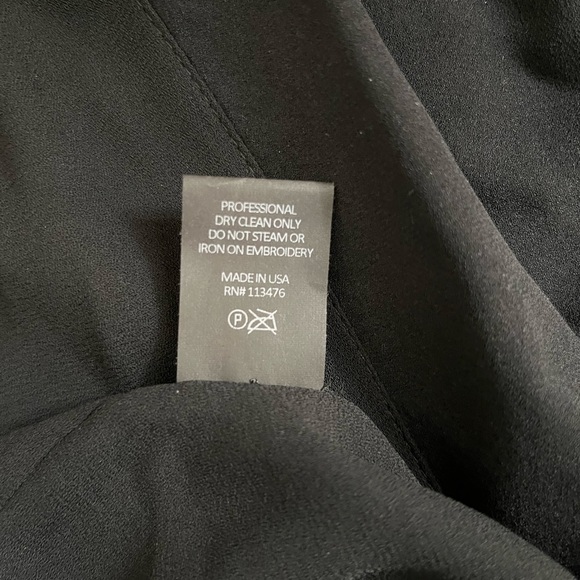 PROFESSIONAL
DRY CLEAN ONLY
DO NOT STEAM OR
IRON ON EMBROIDERY
MADE IN USA
RN# 113476
P